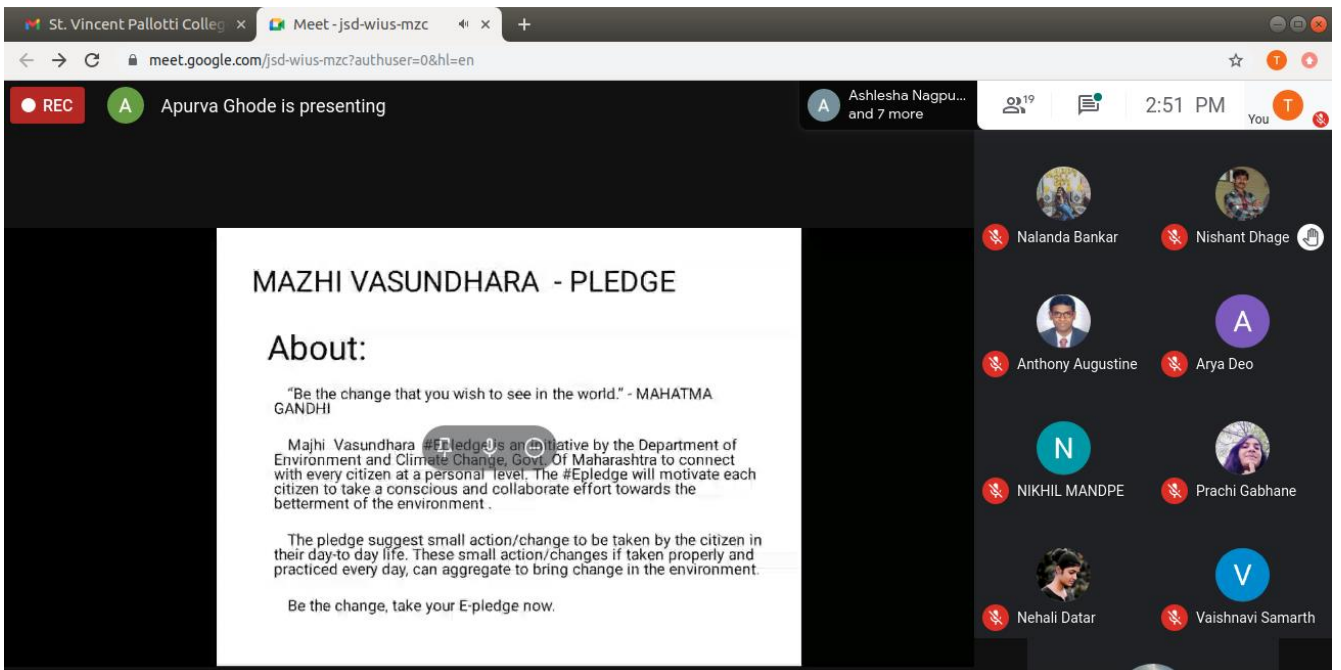 St. Vincent Pallotti Colleg
Meet - jsd-wius-mzc
meet.google.com/jsd-wius-mzc?authuser=0&hl=en
T
REC
A
Apurva Ghode is presenting
A
Ashlesha Nagpu...
and 7 more
19
2:51 PM
You
T
MAZHI VASUNDHARA - PLEDGE
About:
“Be the change that you wish to see in the world.” - MAHATMA
GANDHI
Majhi Vasundhara #Epledge is an initiative by the Department of
Environment and Climate Change, Govt. Of Maharashtra to connect
with every citizen at a personal level. The #Epledge will motivate each
citizen to take a conscious and collaborate effort towards the
betterment of the environment .
The pledge suggest small action/change to be taken by the citizen in
their day-to day life. These small action/changes if taken properly and
practiced every day, can aggregate to bring change in the environment.
Be the change, take your E-pledge now.
Nalanda Bankar
Nishant Dhage
Anthony Augustine
A
Arya Deo
N
NIKHIL MANDPE
Prachi Gabhane
Nehali Datar
V
Vaishnavi Samarth